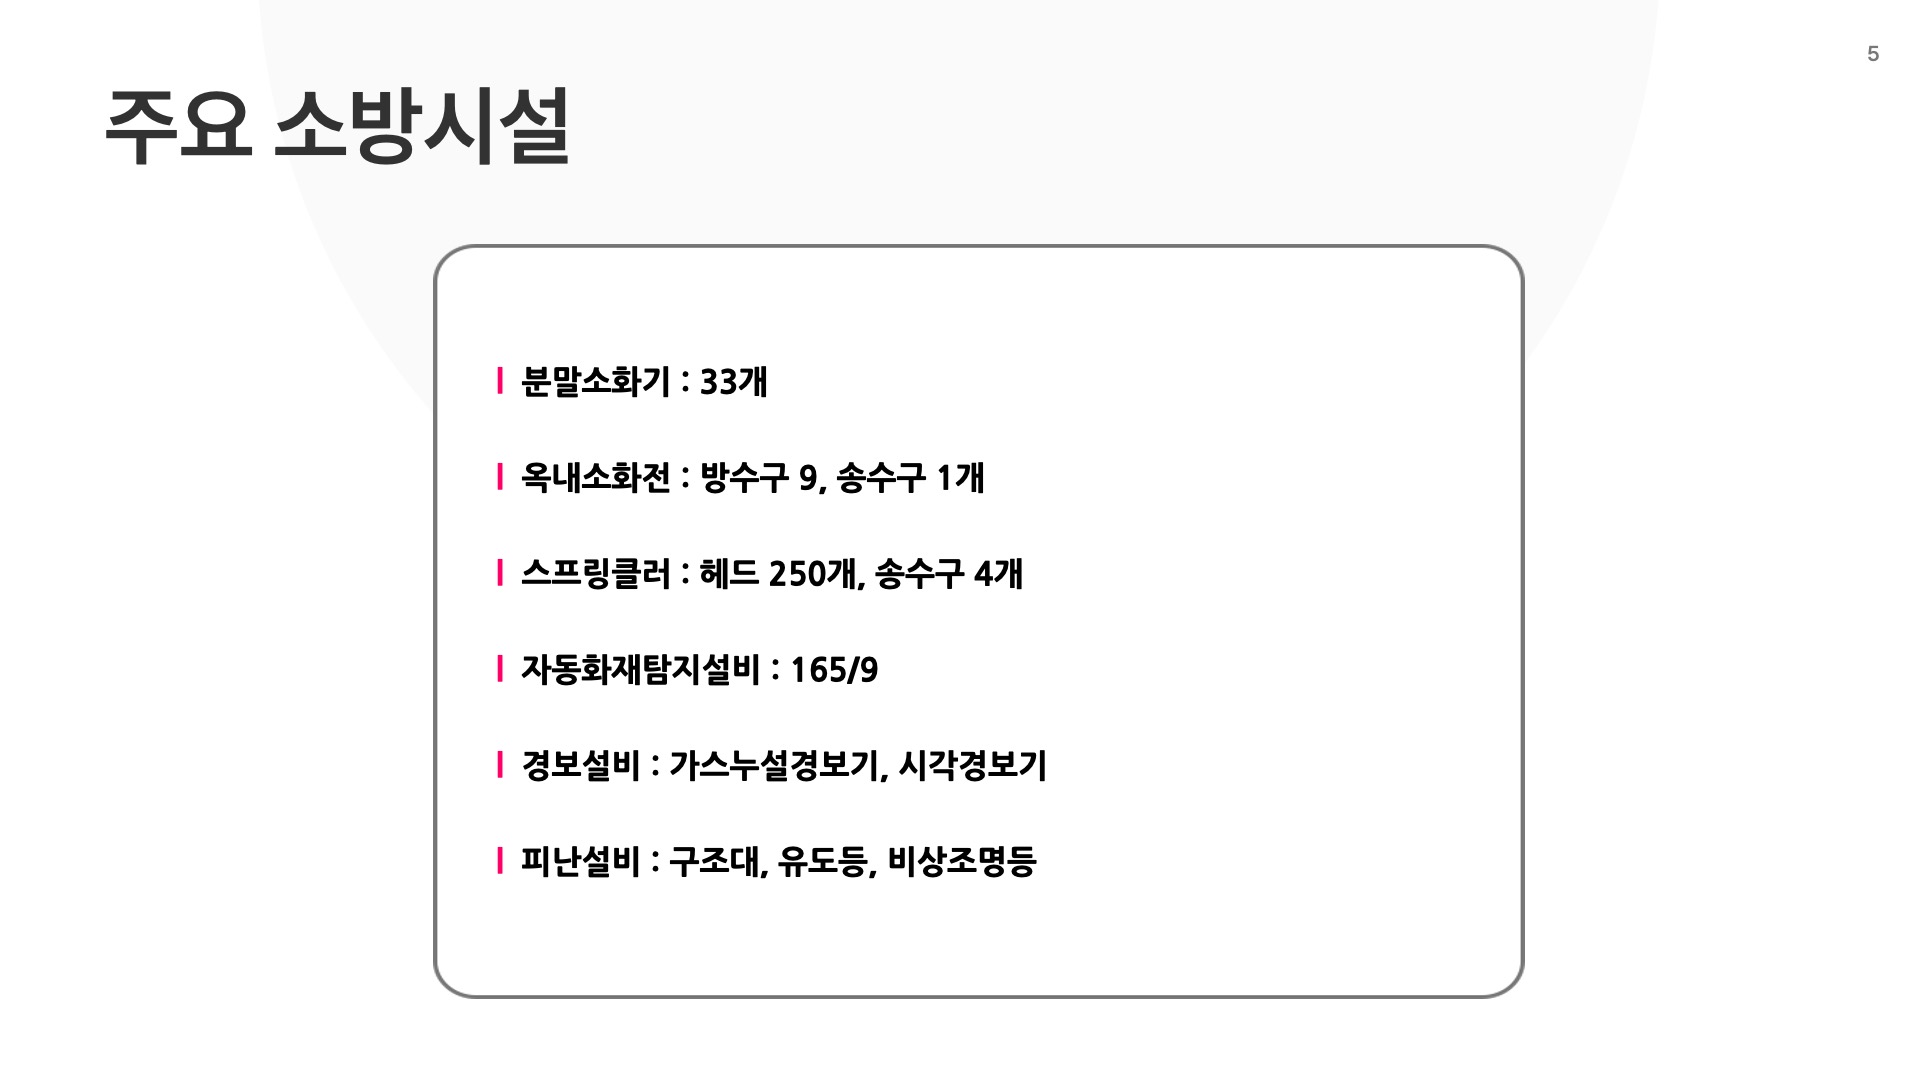 5
주요 소방시설
분말소화기 : 33개
옥내소화전 : 방수구 9, 송수구 1개
스프링클러 : 헤드 250개, 송수구 4개
자동화재탐지설비 : 165/9
경보설비 : 가스누설경보기, 시각경보기
피난설비 : 구조대, 유도등, 비상조명등